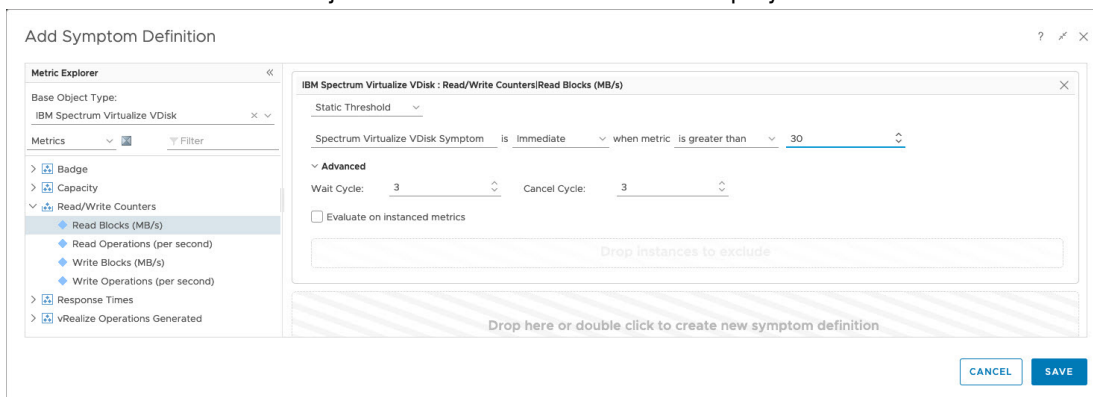 Add Symptom Definition
?
Metric Explorer
Base Object Type:
IBM Spectrum Virtualize VDisk
Metrics
Filter
Badge
Capacity
Read/Write Counters
Read Blocks (MB/s)
Read Operations (per second)
Write Blocks (MB/s)
Write Operations (per second)
Response Times
vRealize Operations Generated
IBM Spectrum Virtualize VDisk : Read/Write Counters|Read Blocks (MB/s)
Static Threshold
Spectrum Virtualize VDisk Symptom is Immediate when metric is greater than 30
Advanced
Wait Cycle: 3 Cancel Cycle: 3
Evaluate on instanced metrics
Drop instances to exclude
Drop here or double click to create new symptom definition
CANCEL SAVE